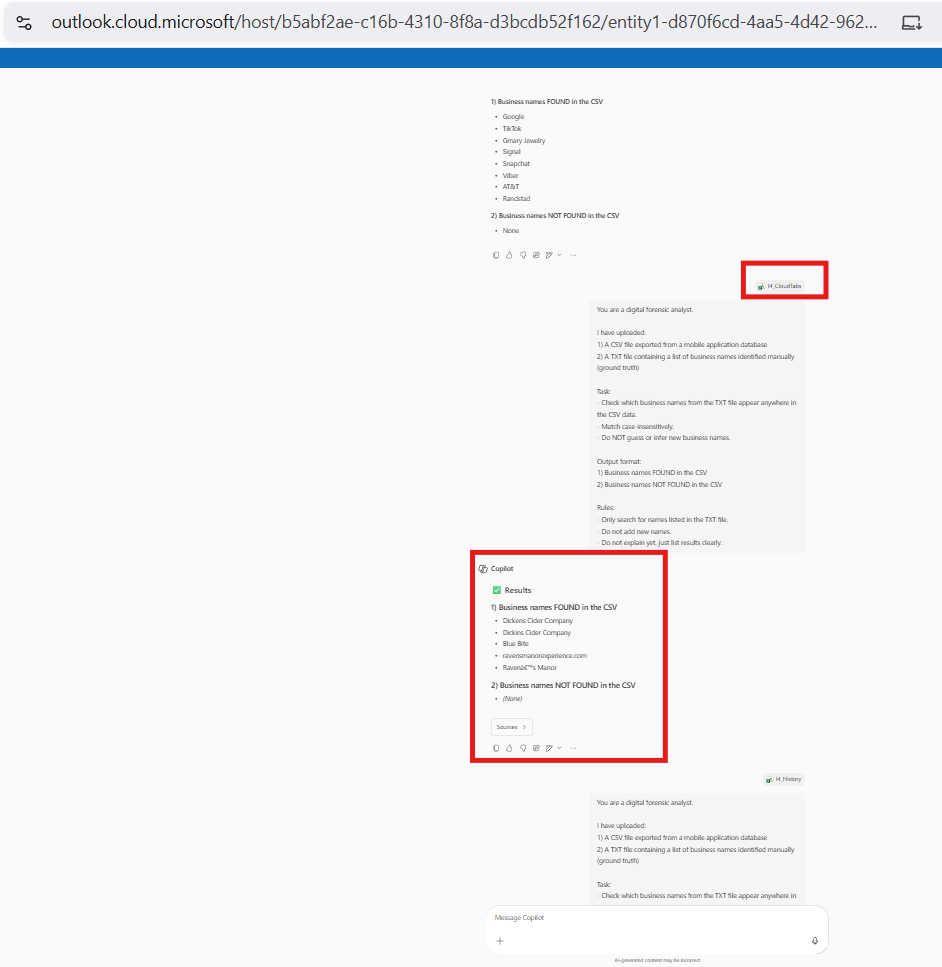 outlook.cloud.microsoft/host/b5abf2ae-c16b-4310-8f8a-d3bcdb52f162/entity1-d870f6cd-4aa5-4d42-962...
1) Business names FOUND in the CSV
• Google
• TikTok
• Gmary Jewelry
• Signal
• Snapchat
• Viber
• AT&T
• Randstad
2) Business names NOT FOUND in the CSV
• None
I4_CloudTabs
You are a digital forensic analyst.
I have uploaded:
1) A CSV file exported from a mobile application database
2) A TXT file containing a list of business names identified manually
(ground truth)
Task:
- Check which business names from the TXT file appear anywhere in
the CSV data.
- Match case-insensitively.
- Do NOT guess or infer new business names.
Output format:
1) Business names FOUND in the CSV
2) Business names NOT FOUND in the CSV
Rules:
- Only search for names listed in the TXT file.
- Do not add new names.
- Do not explain yet, just list results clearly.
Copilot
✅ Results
1) Business names FOUND in the CSV
• Dickens Cider Company
• Dickins Cider Company
• Blue Bite
• ravensmanorexperience.com
• Ravenâ€™s Manor
2) Business names NOT FOUND in the CSV
• (None)
Sources >
I4_History
You are a digital forensic analyst.
I have uploaded:
1) A CSV file exported from a mobile application database
2) A TXT file containing a list of business names identified manually
(ground truth)
Task:
- Check which business names from the TXT file appear anywhere in
Message Copilot
AI-generated content may be incorrect